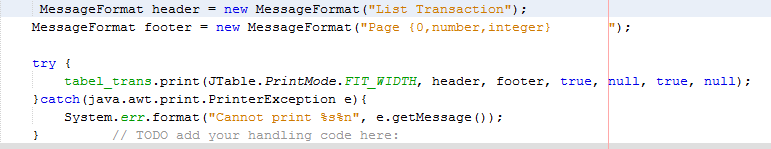 MessageFormat header = new MessageFormat("List Transaction");
MessageFormat footer = new MessageFormat("Page {0,number,integer}        ");
try {
tabel_trans.print(JTable.PrintMode.FIT_WIDTH, header, footer, true, null, true, null);
}catch(java.awt.print.PrinterException e){
System.err.format("Cannot print %s%n", e.getMessage());
}         // TODO add your handling code here: